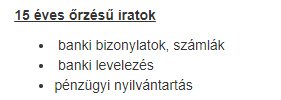 15 éves őrzésű iratok
• banki bizonylatok, számlák
• banki levelezés
• pénzügyi nyilvántartás